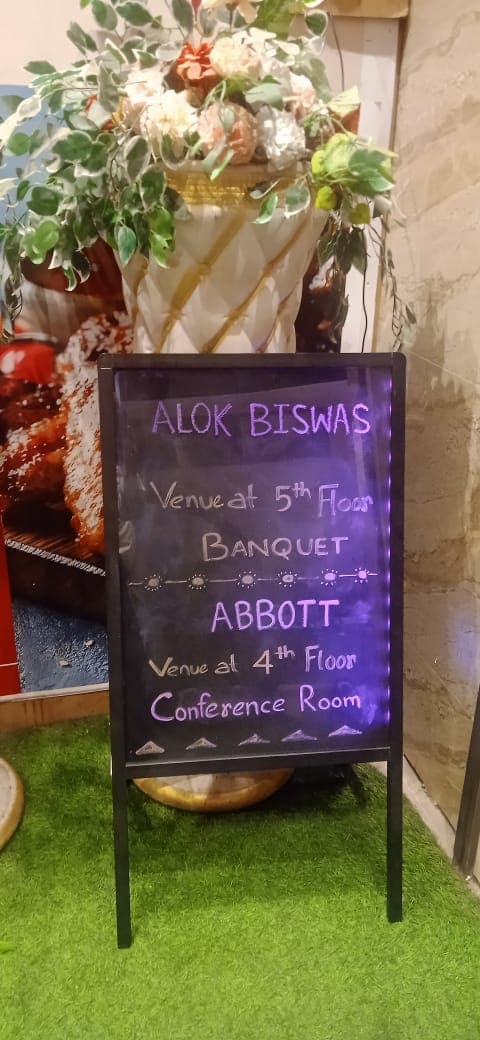 ALOK BISWAS
Venue at 5th Floor
BANQUET
ABBOTT
Venue at 4th Floor
Conference Room